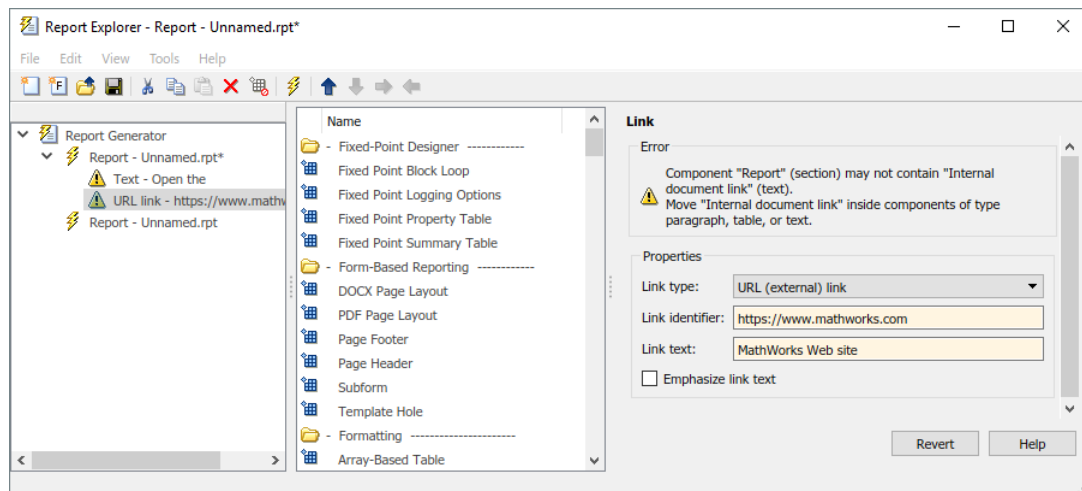 Report Explorer - Report - Unnamed.rpt*
File Edit View Tools Help
Report Generator
Report - Unnamed.rpt*
Text - Open the
URL link - https://www.mathw
Report - Unnamed.rpt
Name
- Fixed-Point Designer ------------
Fixed Point Block Loop
Fixed Point Logging Options
Fixed Point Property Table
Fixed Point Summary Table
- Form-Based Reporting ------------
DOCX Page Layout
PDF Page Layout
Page Footer
Page Header
Subform
Template Hole
- Formatting -----------------------
Array-Based Table
Link
Error
Component "Report" (section) may not contain "Internal
document link" (text).
Move "Internal document link" inside components of type
paragraph, table, or text.
Properties
Link type: URL (external) link
Link identifier: https://www.mathworks.com
Link text: MathWorks Web site
Emphasize link text
Revert Help